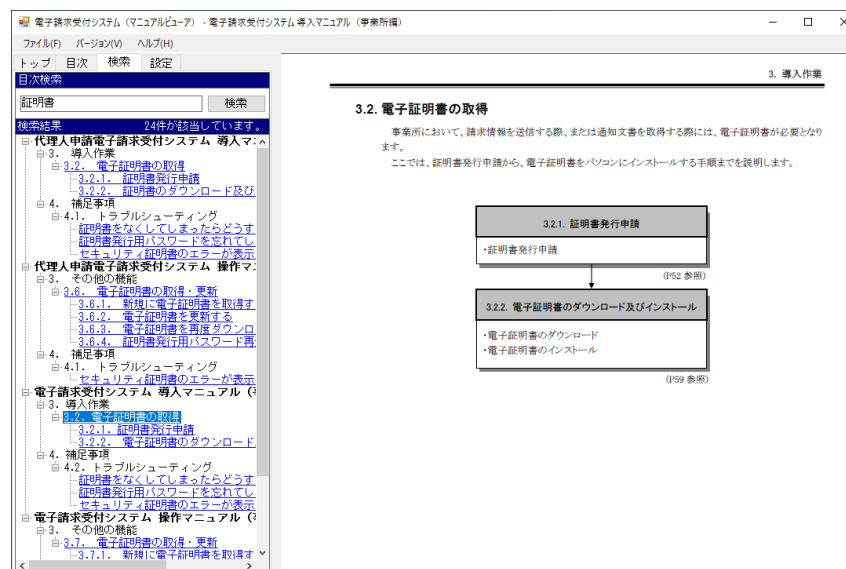 電子請求受付システム（マニュアルビューア） - 電子請求受付システム 導入マニュアル（事業所編）
ファイル(F) バージョン(V) ヘルプ(H)
トップ 目次 検索 設定
目次検索
証明書 検索
検索結果 24件が該当しています。
代理人申請電子請求受付システム 導入マ
3. 導入作業
3.2. 電子証明書の取得
3.2.1. 証明書発行申請
3.2.2. 証明書のダウンロード及び
4. 補足事項
4.1. トラブルシューティング
証明書をなくしてしまったらどうす
証明書発行用パスワードを忘れてし
セキュリティ証明書のエラーが表示
代理人申請電子請求受付システム 操作マ
3. その他の機能
3.6. 電子証明書の取得・更新
3.6.1. 新規に電子証明書を取得す
3.6.2. 電子証明書を更新する
3.6.3. 電子証明書を再度ダウンロ
3.6.4. 証明書発行用パスワード再
4. 補足事項
4.1. トラブルシューティング
セキュリティ証明書のエラーが表示
電子請求受付システム 導入マニュアル（
3. 導入作業
3.2. 電子証明書の取得
3.2.1. 証明書発行申請
3.2.2. 電子証明書のダウンロード
4. 補足事項
4.2. トラブルシューティング
証明書をなくしてしまったらどうす
証明書発行用パスワードを忘れてし
セキュリティ証明書のエラーが表示
電子請求受付システム 操作マニュアル（
3. その他の機能
3.7. 電子証明書の取得・更新
3.7.1. 新規に電子証明書を取得す
3. 導入作業
3.2. 電子証明書の取得
事業所において、請求情報を送信する際、または通知文書を取得する際には、電子証明書が必要となり
ます。
ここでは、証明書発行申請から、電子証明書をパソコンにインストールする手順までを説明します。
3.2.1. 証明書発行申請
・証明書発行申請
(P52 参照)
3.2.2. 電子証明書のダウンロード及びインストール
・電子証明書のダウンロード
・電子証明書のインストール
(P59 参照)